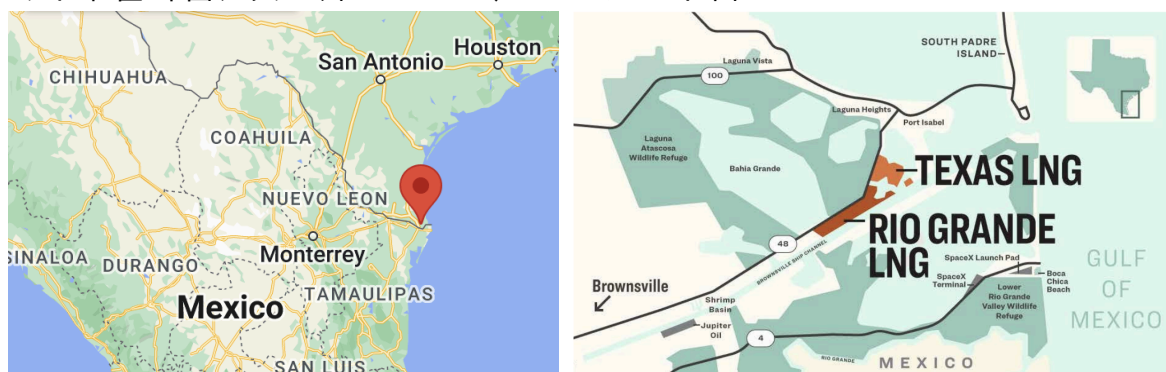 CHIHUAHUA
San Antonio
Houston
COAHUILA
NUEVO LEON
Monterrey
SINALOA
DURANGO
TAMAULIPAS
Mexico
SAN LUIS
SOUTH PADRE
ISLAND
Laguna Vista
100
Laguna Heights
Port Isabel
Laguna
Atascosa
Wildlife Refuge
Bahia Grande
TEXAS LNG
RIO GRANDE
LNG
48
BROWNSVILLE SHIP CHANNEL
SpaceX Launch Pad
SpaceX
Terminal
Boca
Chica
Beach
GULF
OF
MEXICO
Brownsville
Shrimp
Basin
Lower
Rio Grande
Valley Wildlife
Refuge
Jupiter
Oil
4
RIO GRANDE
MEXICO